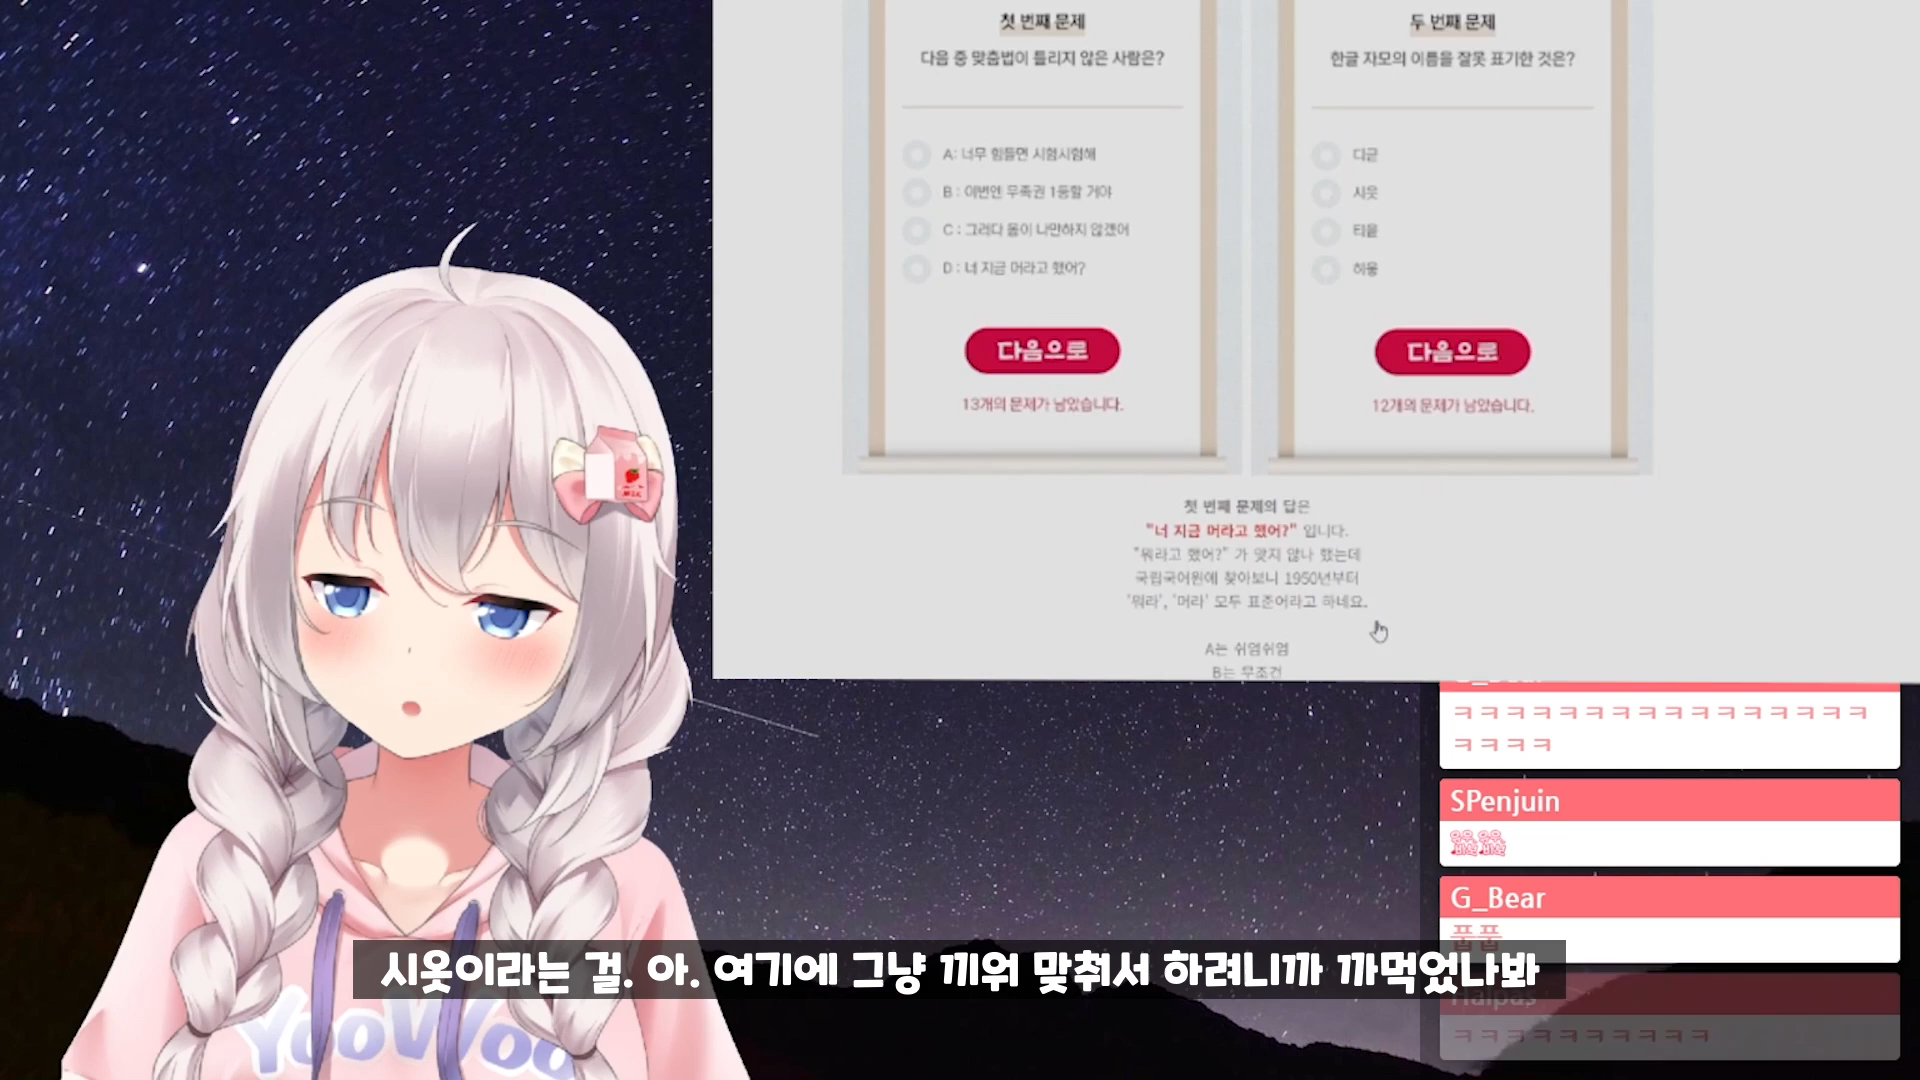 첫 번째 문제
다음 중 맞춤법이 틀리지 않은 사람은?
A: 너무 힘들면 시험시험해
B : 이번엔 무족권 1등할 거야
C : 그러다 몸이 나만하지 않겠어
D : 너 지금 머라고 했어?
다음으로
13개의 문제가 남았습니다.
두 번째 문제
한글 자모의 이름을 잘못 표기한 것은?
디귿
시옷
티읕
히읗
다음으로
12개의 문제가 남았습니다.
첫 번째 문제의 답은
"너 지금 머라고 했어?" 입니다.
"뭐라고 했어?" 가 맞지 않나 했는데
국립국어원에 찾아보니 1950년부터
'뭐라', '머라' 모두 표준어라고 하네요.
A는 쉬엄쉬엄
B는 무조건
ㅋㅋㅋㅋㅋㅋㅋㅋㅋㅋㅋㅋㅋㅋㅋㅋ
ㅋㅋㅋㅋ
SPenjuin
G_Bear
풉풉
Halpas
ㅋㅋㅋㅋㅋㅋㅋㅋㅋㅋ
YooWoo
시옷이라는 걸. 아. 여기에 그냥 끼워 맞춰서 하려니까 까먹었나봐